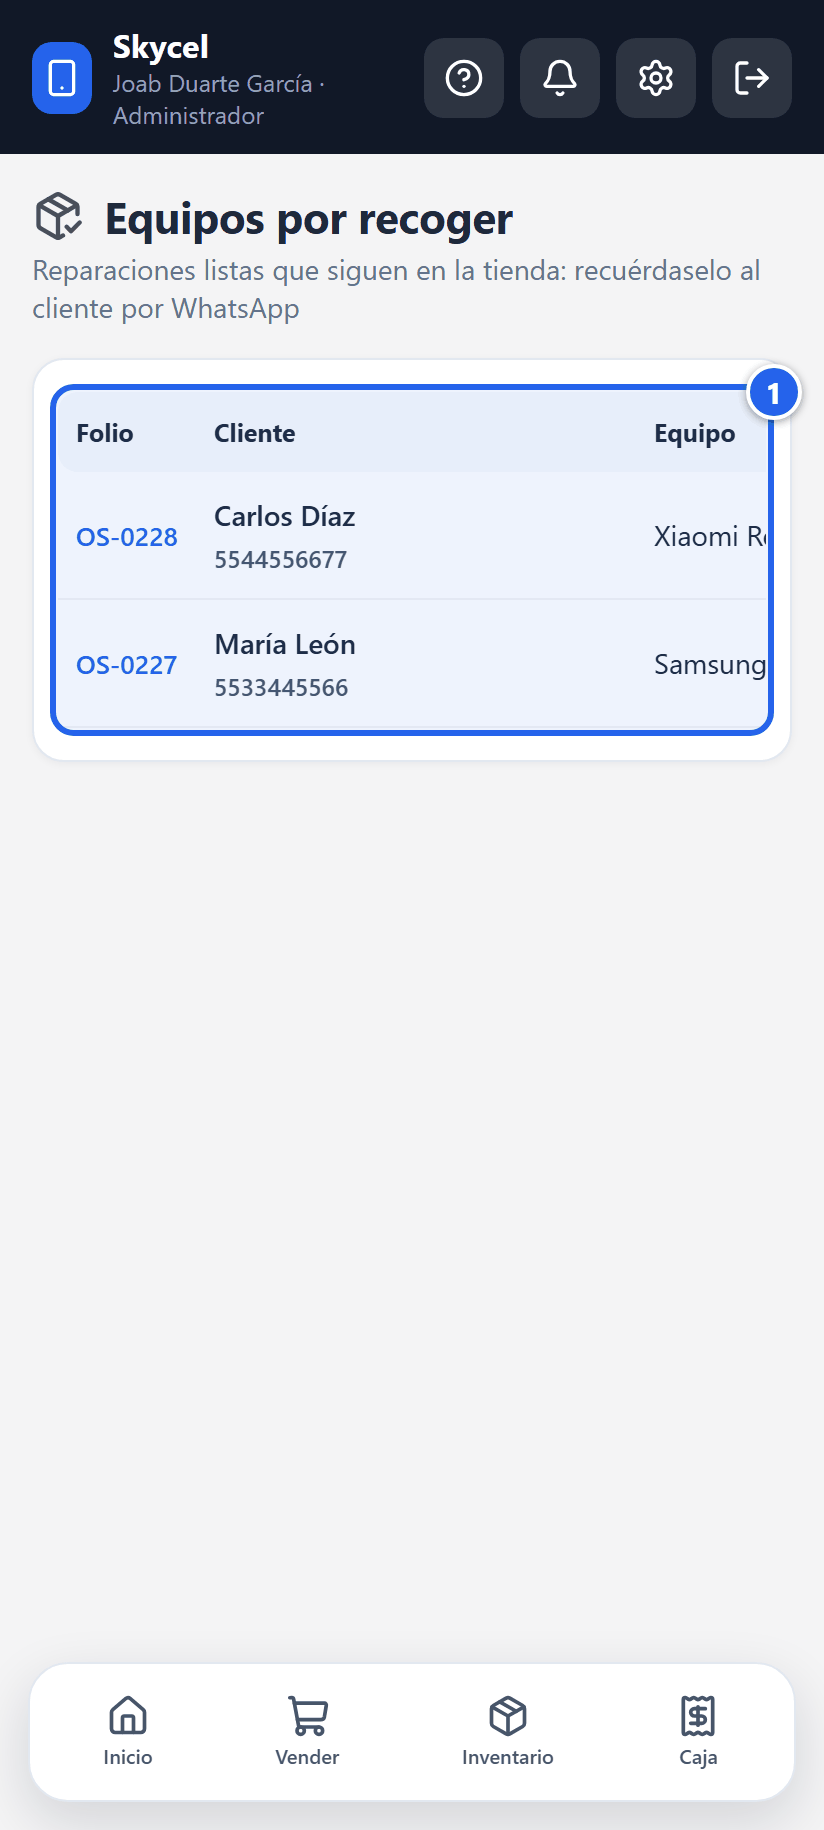 Skycel
Joab Duarte García ·
Administrador
Equipos por recoger
Reparaciones listas que siguen en la tienda: recuérdaselo al
cliente por WhatsApp
1
Folio Cliente Equipo
OS-0228 Carlos Díaz Xiaomi
5544556677
OS-0227 María León Samsung
5533445566
Inicio Vender Inventario Caja